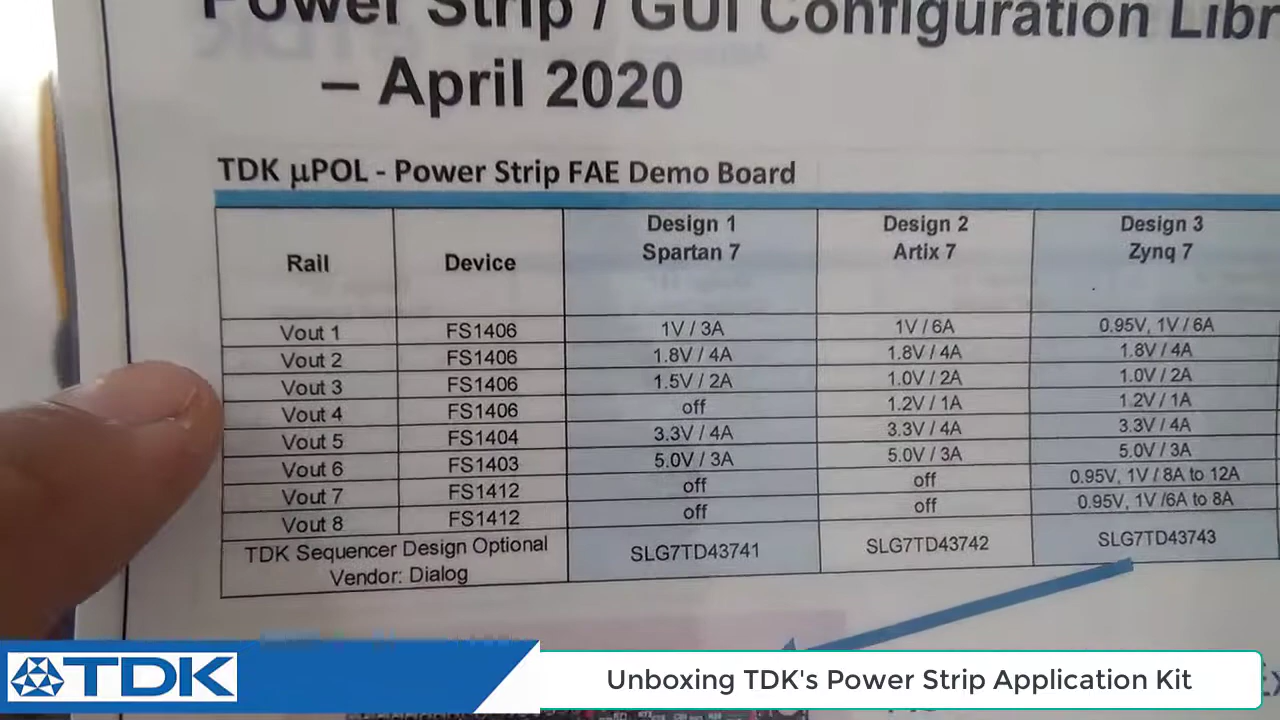 Power Strip / GUI Configuration Libr
– April 2020
TDK µPOL - Power Strip FAE Demo Board
Rail Device Design 1 Spartan 7 Design 2 Artix 7 Design 3 Zynq 7
Vout 1 FS1406 1V / 3A 1V / 6A 0.95V, 1V / 6A
Vout 2 FS1406 1.8V / 4A 1.8V / 4A 1.8V / 4A
Vout 3 FS1406 1.5V / 2A 1.0V / 2A 1.0V / 2A
Vout 4 FS1406 off 1.2V / 1A 1.2V / 1A
Vout 5 FS1404 3.3V / 4A 3.3V / 4A 3.3V / 4A
Vout 6 FS1403 5.0V / 3A 5.0V / 3A 5.0V / 3A
Vout 7 FS1412 off off 0.95V, 1V / 8A to 12A
Vout 8 FS1412 off off 0.95V, 1V /6A to 8A
TDK Sequencer Design Optional Vendor: Dialog SLG7TD43741 SLG7TD43742 SLG7TD43743
TDK
Unboxing TDK's Power Strip Application Kit